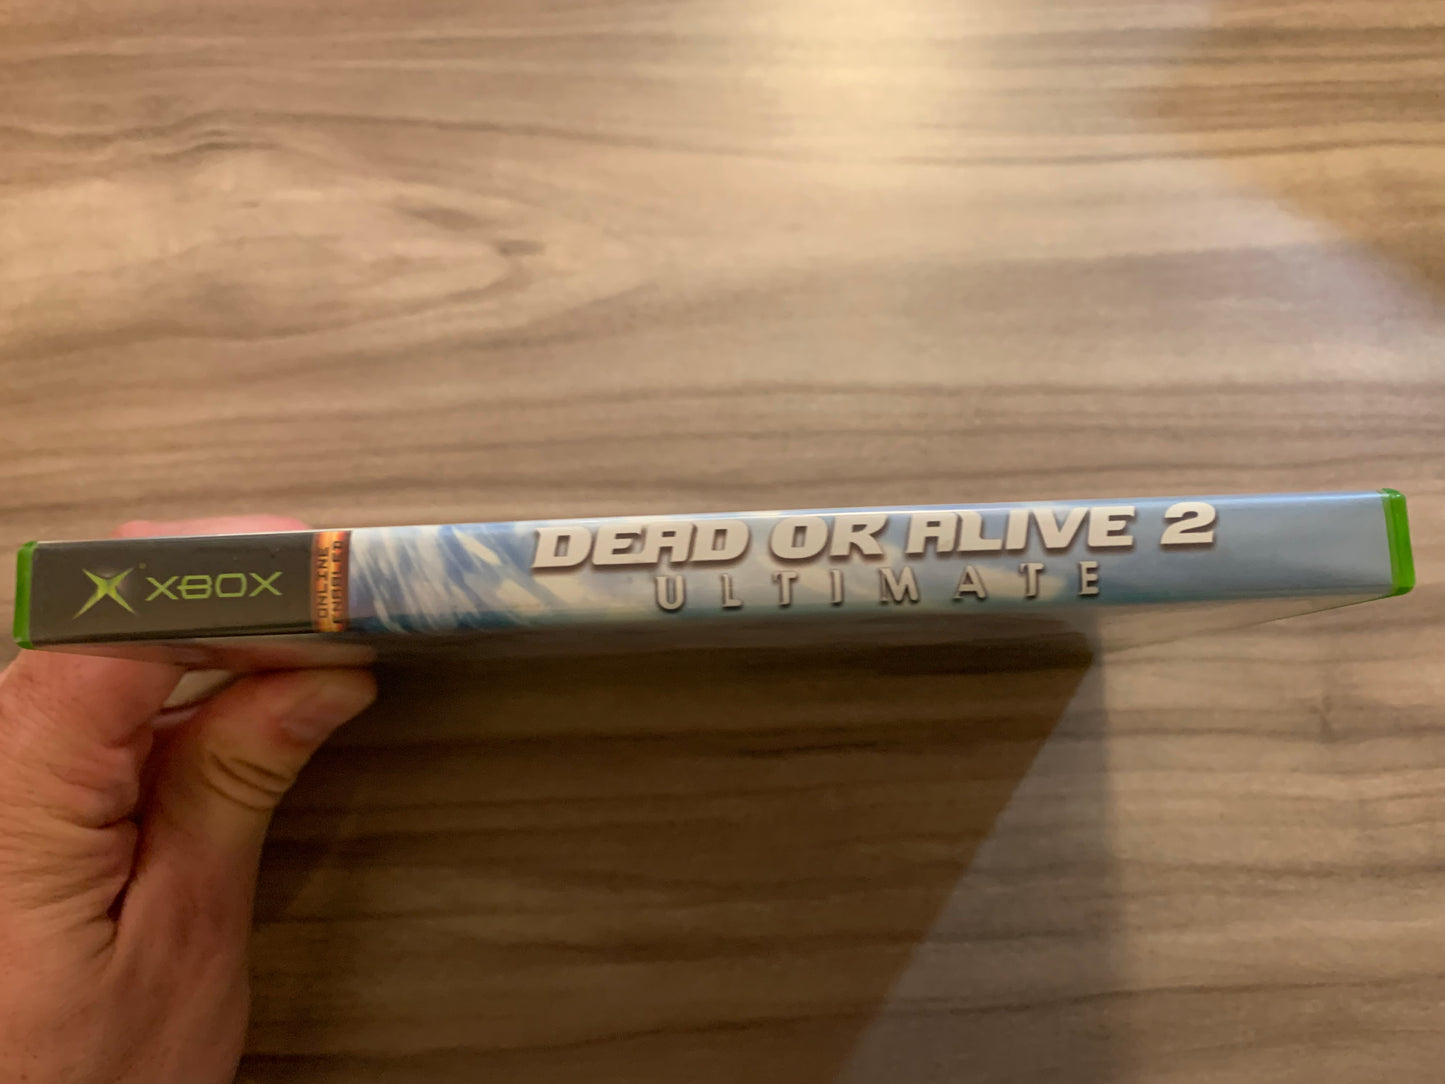 XBOX
ONLINE
ENABLED
DEAD OR ALIVE 2
ULTIMATE